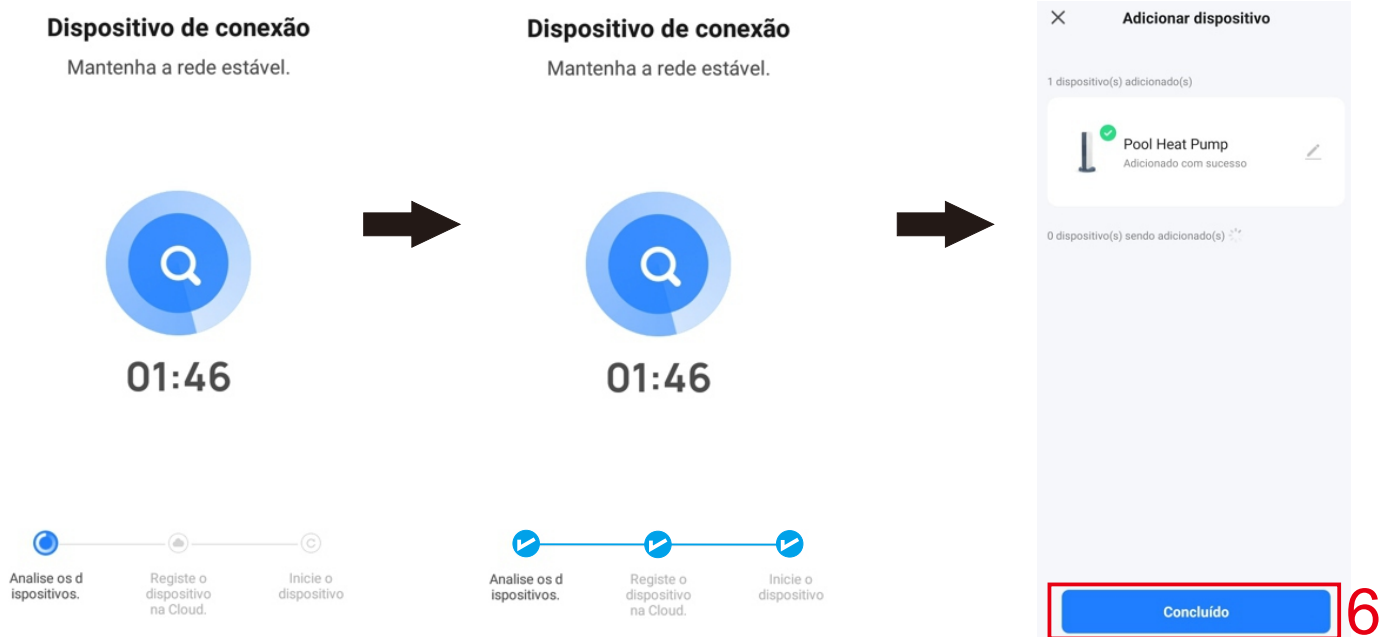 Dispositivo de conexão
Mantenha a rede estável.
01:46
Analise os d
ispositivos.
Registe o
dispositivo
na Cloud.
Inicie o
dispositivo
Dispositivo de conexão
Mantenha a rede estável.
01:46
Analise os d
ispositivos.
Registe o
dispositivo
na Cloud.
Inicie o
dispositivo
Adicionar dispositivo
1 dispositivo(s) adicionado(s)
Pool Heat Pump
Adicionado com sucesso
0 dispositivo(s) sendo adicionado(s)
Concluído
6